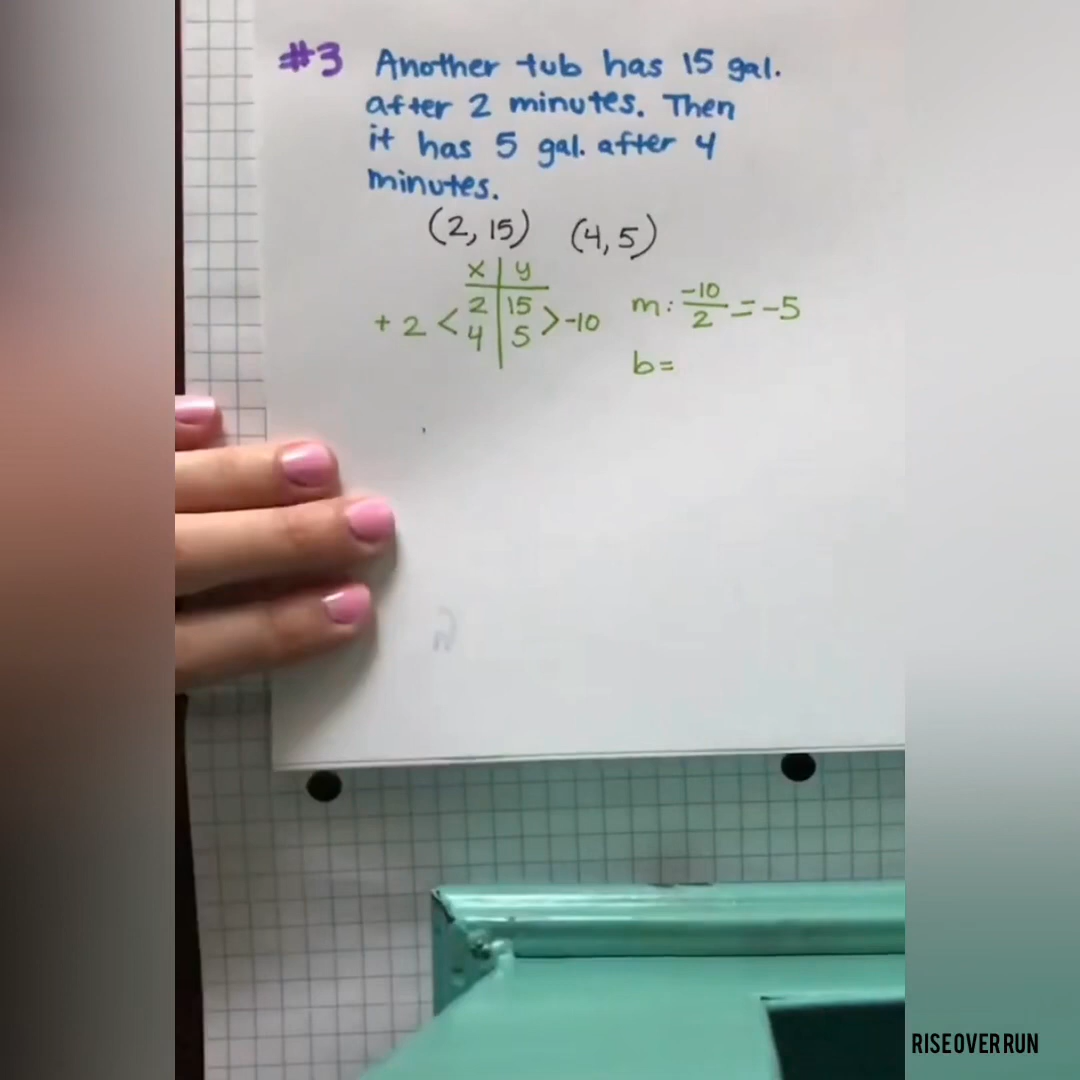 #3 Another tub has 15 gal.
after 2 minutes. Then
it has 5 gal. after 4
minutes.
(2, 15) (4, 5)
x | y
+2 < 2 | 15 > -10
4 | 5
m: -10/2 = -5
b=
RISE OVER RUN